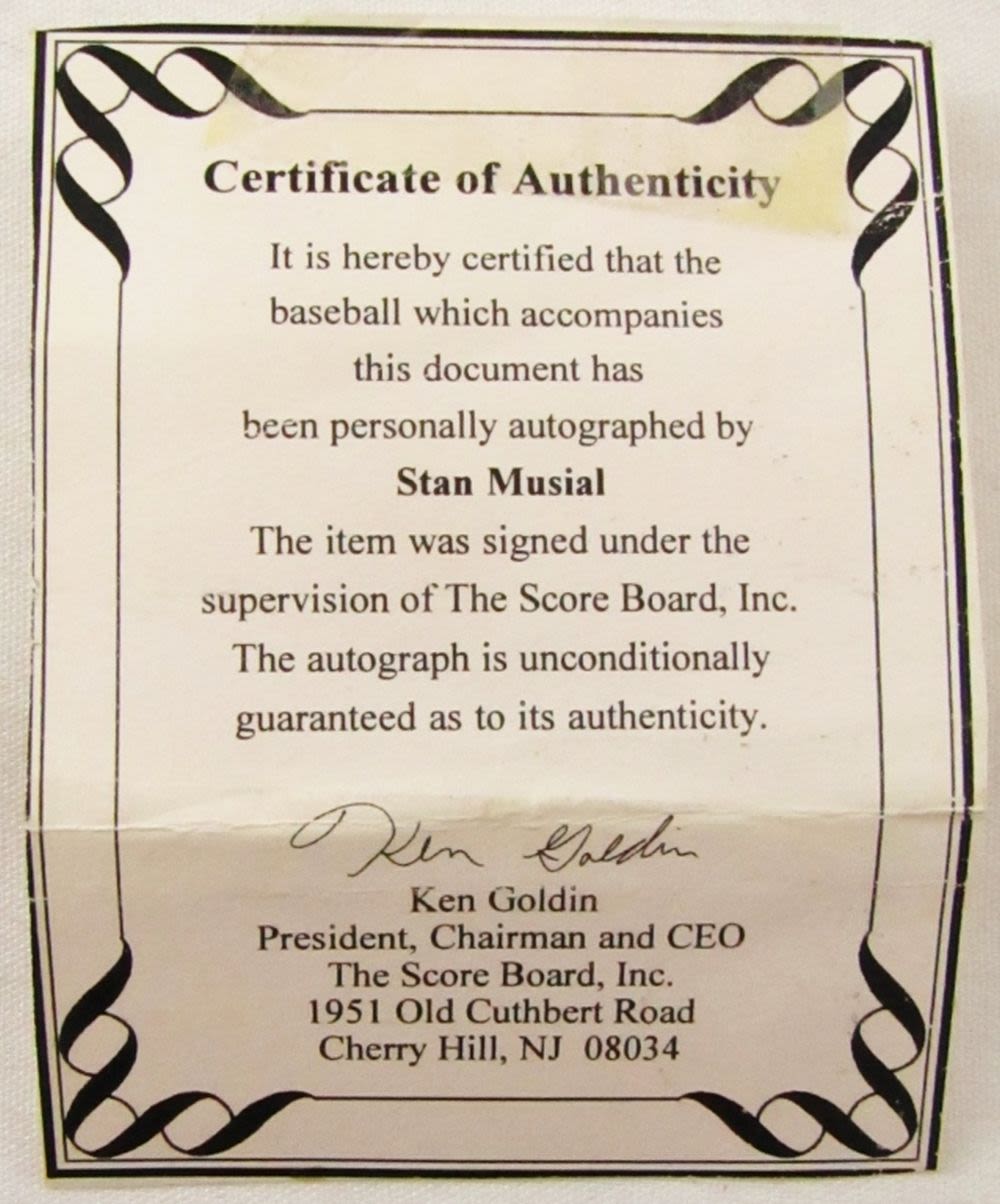 Certificate of Authenticity
It is hereby certified that the
baseball which accompanies
this document has
been personally autographed by
Stan Musial
The item was signed under the
supervision of The Score Board, Inc.
The autograph is unconditionally
guaranteed as to its authenticity.
Ken Goldin
Ken Goldin
President, Chairman and CEO
The Score Board, Inc.
1951 Old Cuthbert Road
Cherry Hill, NJ 08034